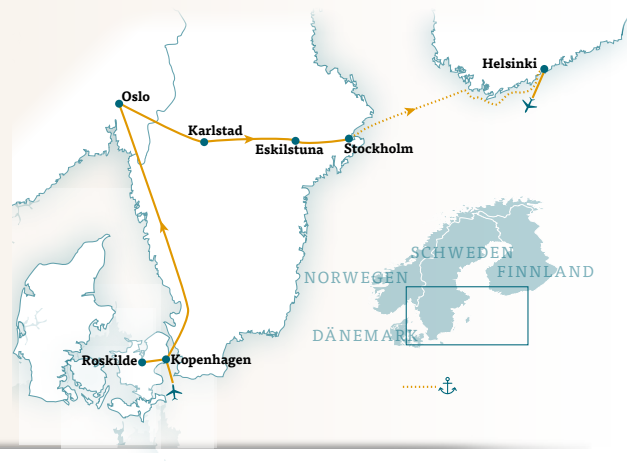 Helsinki
Oslo
Karlstad
Eskilstuna
Stockholm
SCHWEDEN
FINNLAND
NORWEGEN
DÄNEMARK
Roskilde
Kopenhagen